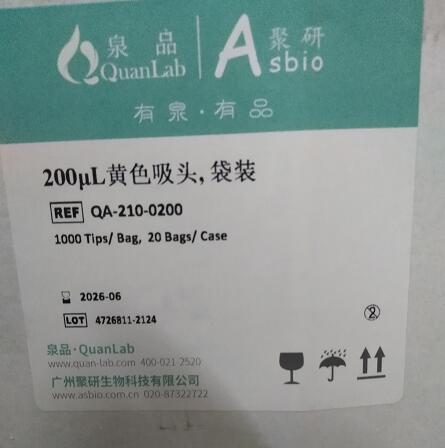 泉品 聚研
QuanLab Asbio
有泉·有品
200μL黄色吸头, 袋装
REF QA-210-0200
1000 Tips/ Bag, 20 Bags/ Case
2026-06
LOT 4726811-2124
2
泉品·QuanLab
www.quan-lab.com 400-021-2520
广州聚研生物科技有限公司
www.asbio.com.cn 020-87322722